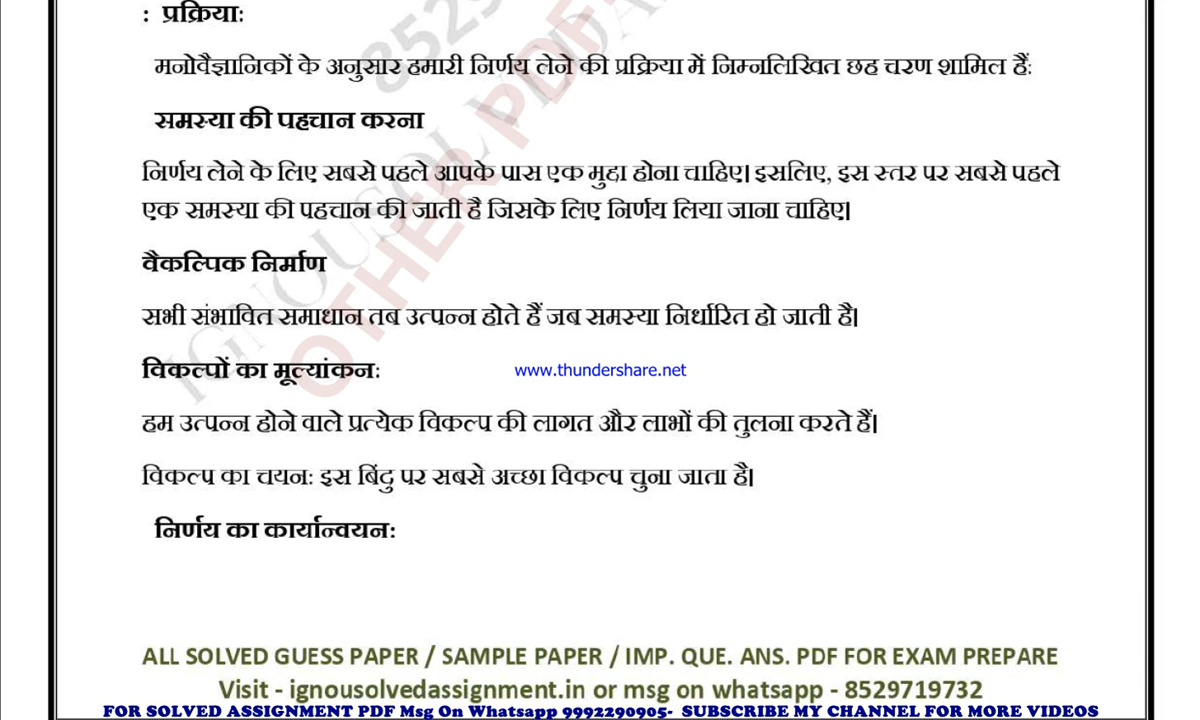 : प्रक्रिया:
मनोवैज्ञानिकों के अनुसार हमारी निर्णय लेने की प्रक्रिया में निम्नलिखित छह चरण शामिल हैं:
समस्या की पहचान करना
निर्णय लेने के लिए सबसे पहले आपके पास एक मुद्दा होना चाहिए। इसलिए, इस स्तर पर सबसे पहले
एक समस्या की पहचान की जाती है जिसके लिए निर्णय लिया जाना चाहिए।
वैकल्पिक निर्माण
सभी संभावित समाधान तब उत्पन्न होते हैं जब समस्या निर्धारित हो जाती है।
विकल्पों का मूल्यांकन:
www.thundershare.net
हम उत्पन्न होने वाले प्रत्येक विकल्प की लागत और लाभों की तुलना करते हैं।
विकल्प का चयन: इस बिंदु पर सबसे अच्छा विकल्प चुना जाता है।
निर्णय का कार्यान्वयन:
ALL SOLVED GUESS PAPER / SAMPLE PAPER / IMP. QUE. ANS. PDF FOR EXAM PREPARE
Visit - ignousolvedassignment.in or msg on whatsapp - 8529719732
FOR SOLVED ASSIGNMENT PDF Msg On Whatsapp 9992290905- SUBSCRIBE MY CHANNEL FOR MORE VIDEOS